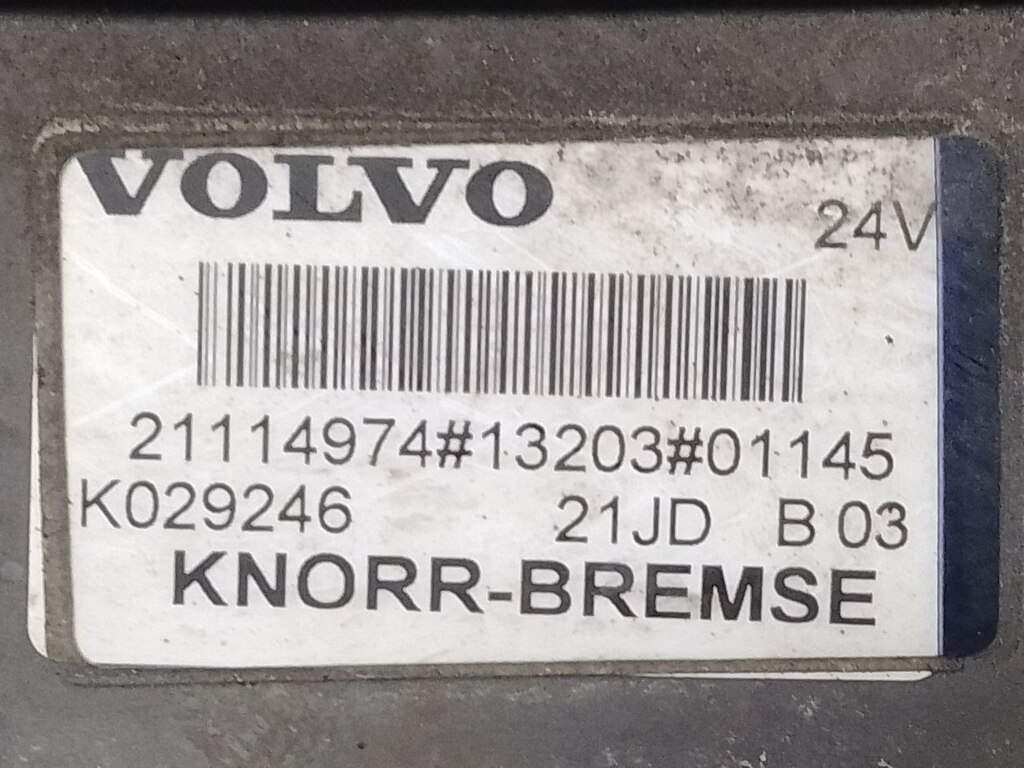 VOLVO
24V
21114974#13203#01145
K029246 21JD B 03
KNORR-BREMSE